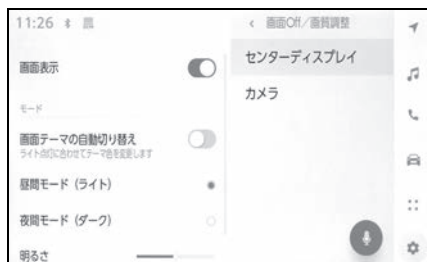 11:26
画面表示
モード
画面テーマの自動切り替え
ライト点灯に合わせてテーマ色を変更します
昼間モード（ライト）
夜間モード（ダーク）
明るさ
< 画面Off／画質調整
センターディスプレイ
カメラ